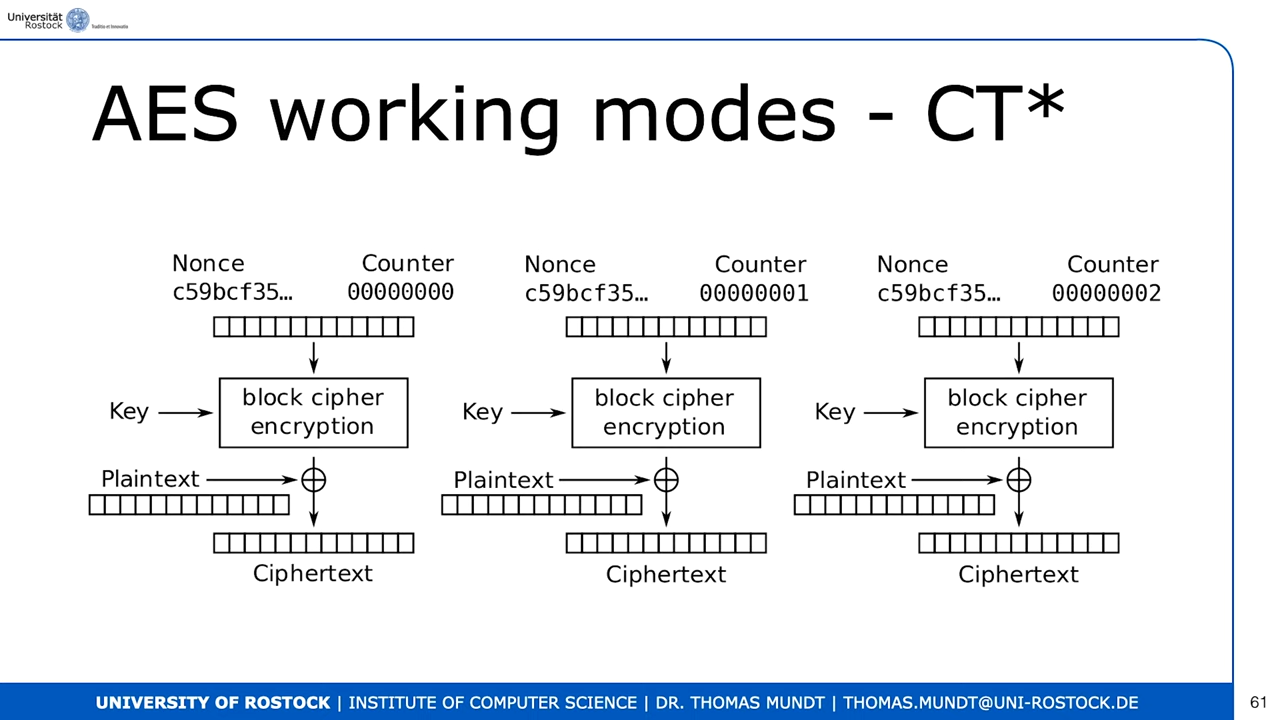 Universität
Rostock
Traditio et Innovatio
AES working modes - CT*
Nonce Counter Nonce Counter Nonce Counter
c59bcf35… 00000000 c59bcf35… 00000001 c59bcf35… 00000002
block cipher block cipher block cipher
Key Key Key
encryption encryption encryption
Plaintext Plaintext Plaintext
Ciphertext Ciphertext Ciphertext
UNIVERSITY OF ROSTOCK | INSTITUTE OF COMPUTER SCIENCE | DR. THOMAS MUNDT | THOMAS.MUNDT@UNI-ROSTOCK.DE
61